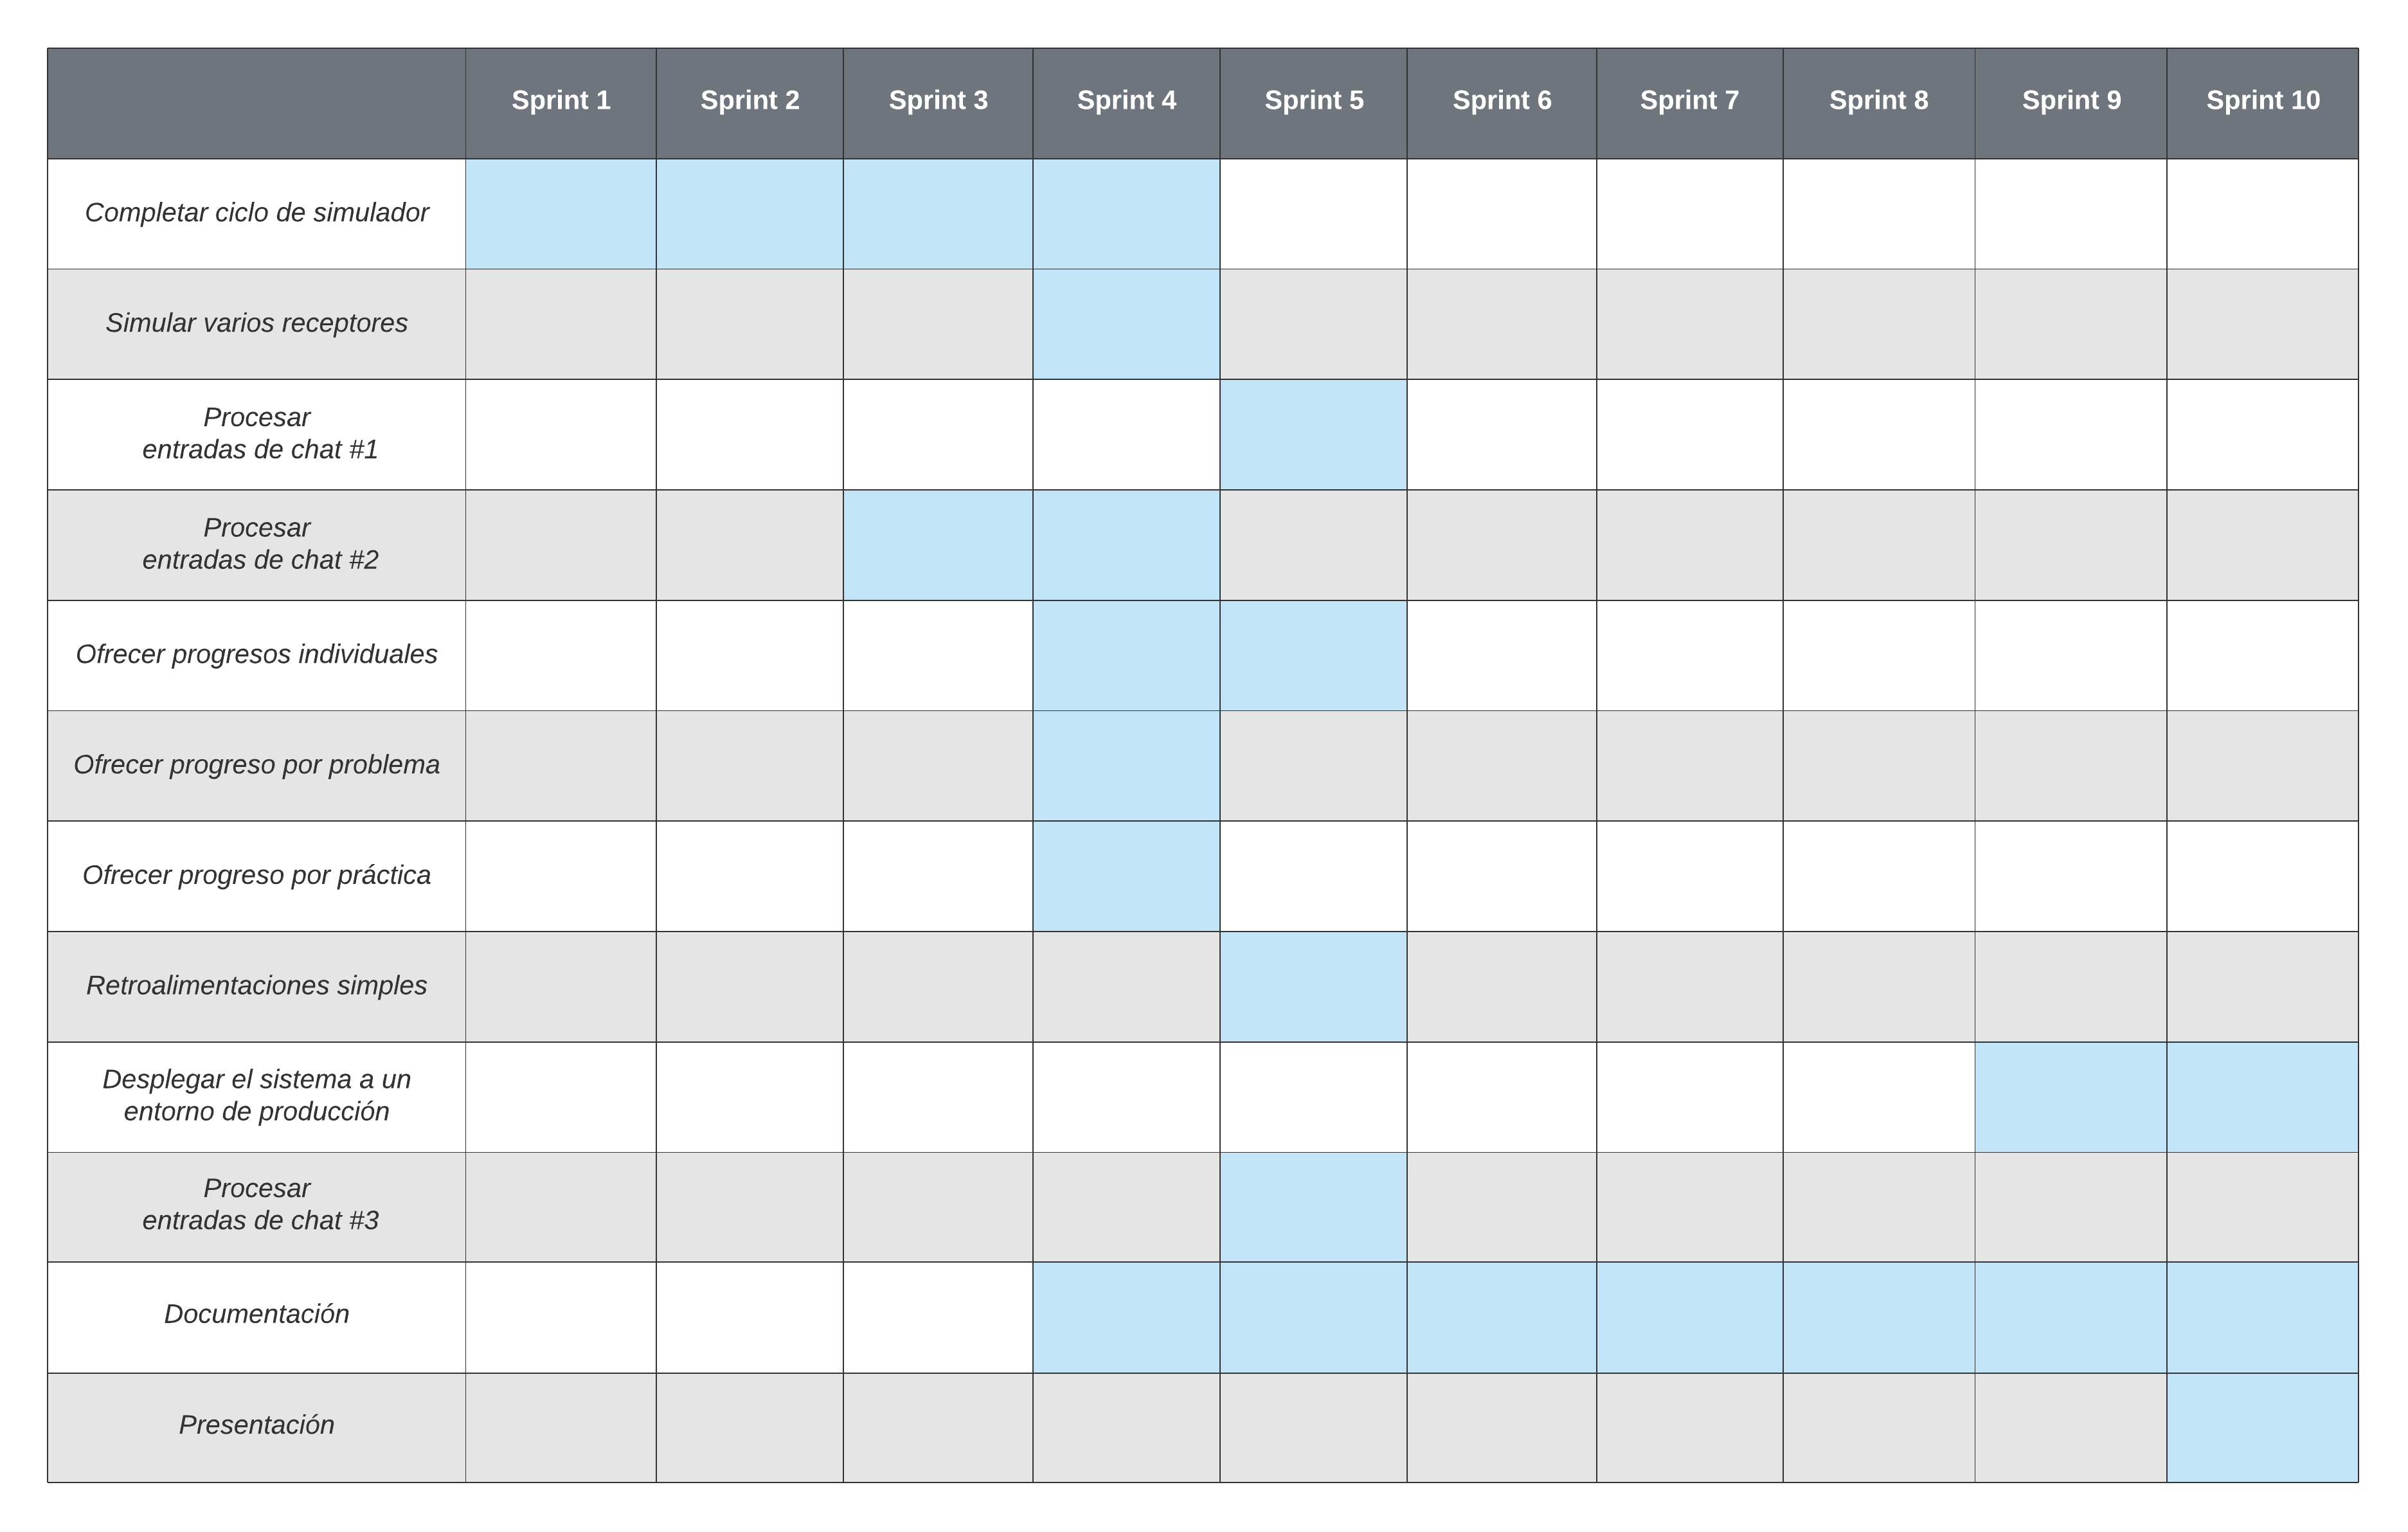 Sprint 1
Sprint 2
Sprint 3
Sprint 4
Sprint 5
Sprint 6
Sprint 7
Sprint 8
Sprint 9
Sprint 10
Completar ciclo de simulador
Simular varios receptores
Procesar
entradas de chat #1
Procesar
entradas de chat #2
Ofrecer progresos individuales
Ofrecer progreso por problema
Ofrecer progreso por práctica
Retroalimentaciones simples
Desplegar el sistema a un
entorno de producción
Procesar
entradas de chat #3
Documentación
Presentación